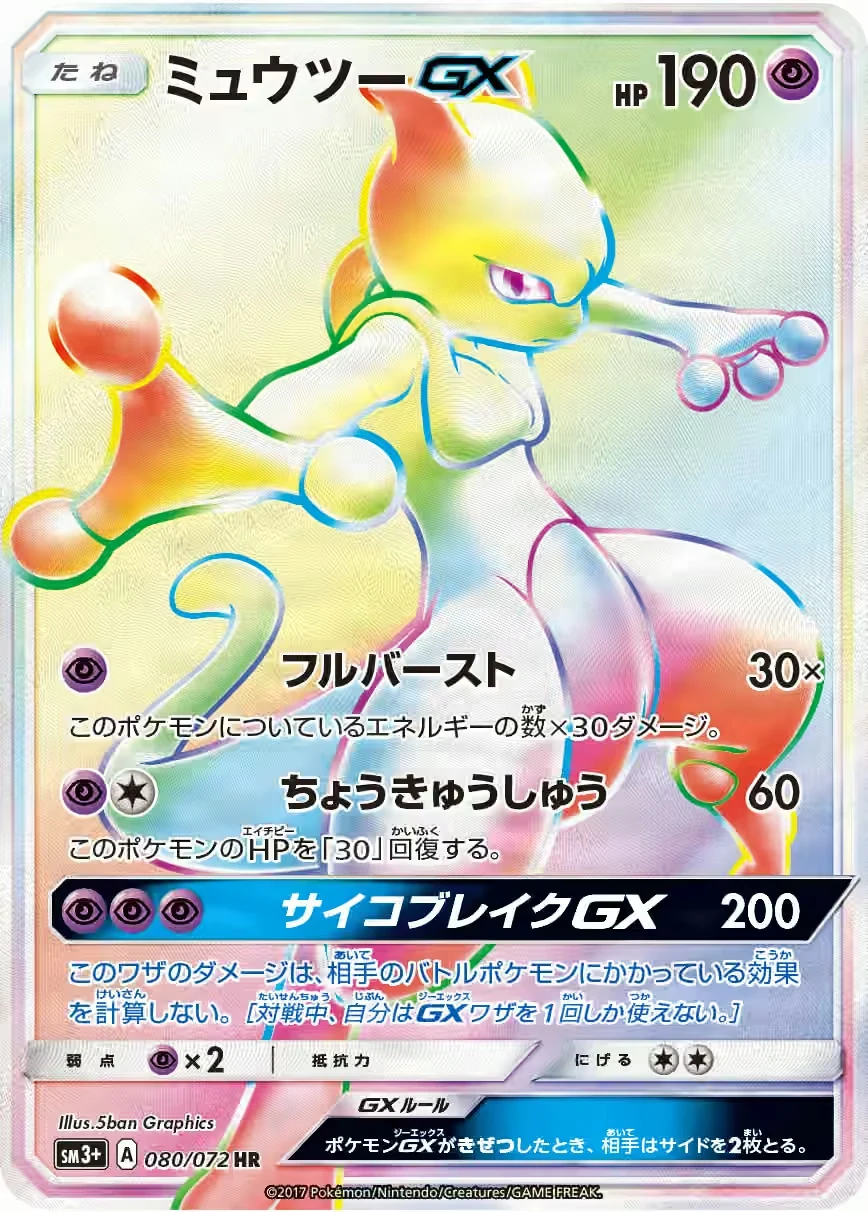 たね ミュウツーGX HP 190
フルバースト 30×
このポケモンについているエネルギーの数×30ダメージ。
ちょうきゅうしゅう 60
このポケモンのHPを「30」回復する。
サイコブレイクGX 200
このワザのダメージは、相手のバトルポケモンにかかっている効果
を計算しない。[対戦中、自分はGXワザを1回しか使えない。]
弱点 ×2 抵抗力 にげる
GXルール
ポケモンGXがきぜつしたとき、相手はサイドを2枚とる。
Illus.5ban Graphics
SM3+ A 080/072 HR
©2017 Pokémon/Nintendo/Creatures/GAME FREAK.